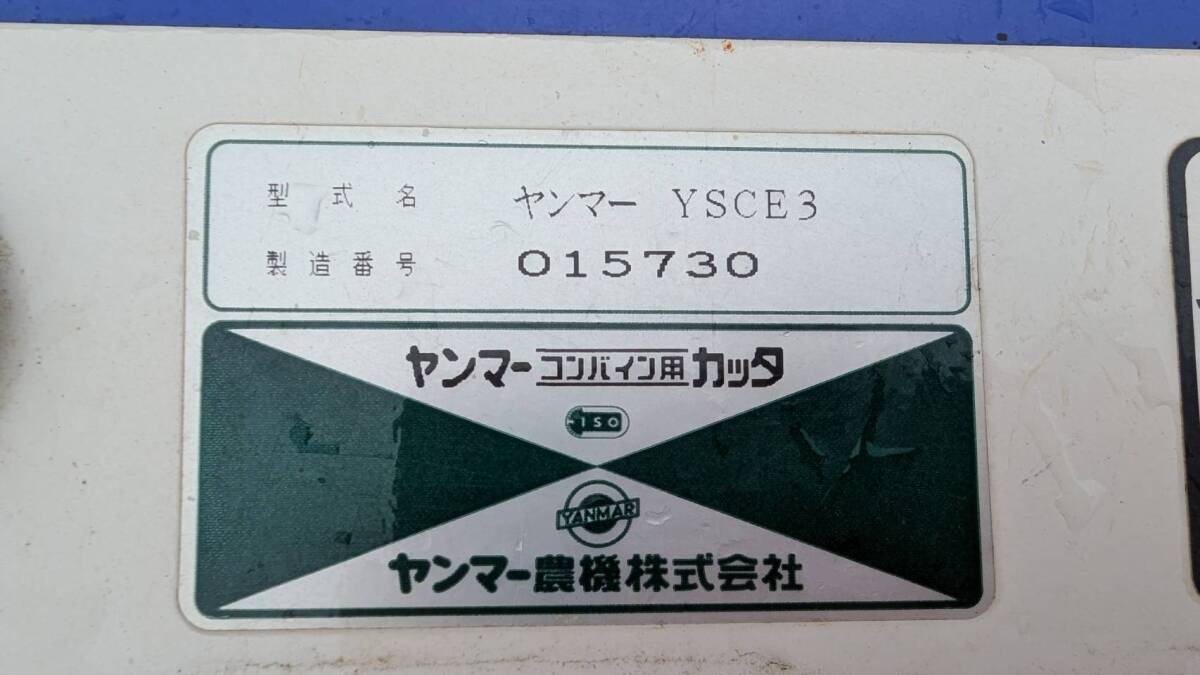 型式名 ヤンマー YSCE3
製造番号 015730
ヤンマーコンバイン用カッタ
ISO
YANMAR
ヤンマー農機株式会社